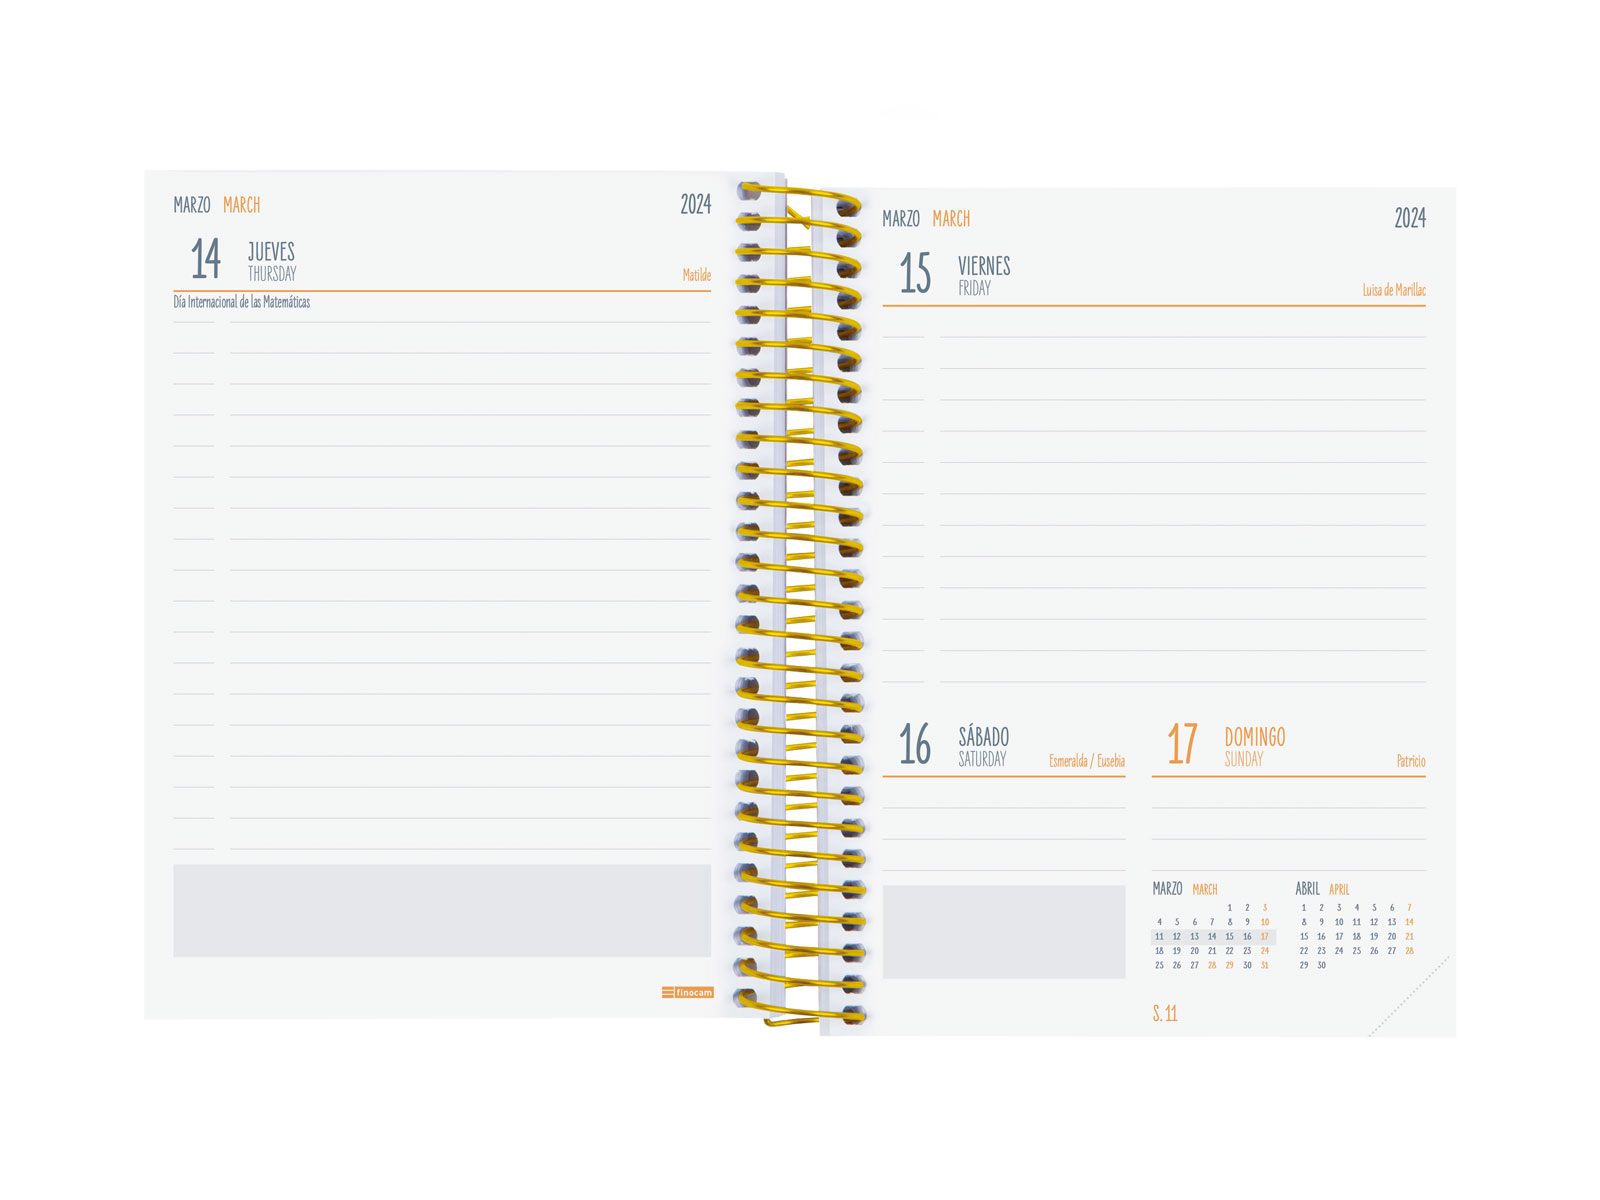 MARZO MARCH 2024
14 JUEVES
THURSDAY
Matilde
Día Internacional de las Matemáticas
finocam
MARZO MARCH 2024
15 VIERNES
FRIDAY
Luisa de Marillac
16 SÁBADO
SATURDAY
Esmeralda / Eusebia
17 DOMINGO
SUNDAY
Patricio
MARZO MARCH
1 2 3
4 5 6 7 8 9 10
11 12 13 14 15 16 17
18 19 20 21 22 23 24
25 26 27 28 29 30 31
ABRIL APRIL
1 2 3 4 5 6 7
8 9 10 11 12 13 14
15 16 17 18 19 20 21
22 23 24 25 26 27 28
29 30
S. 11